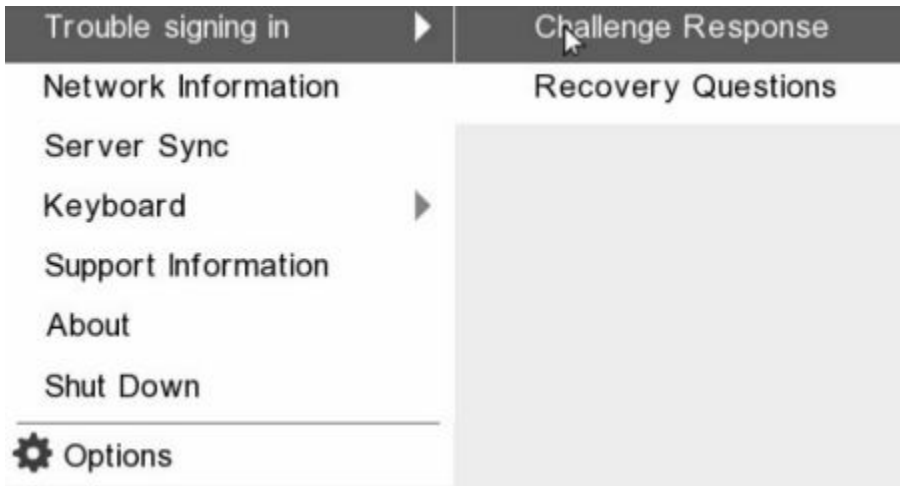 Trouble signing in
Network Information
Server Sync
Keyboard
Support Information
About
Shut Down
Options
Challenge Response
Recovery Questions